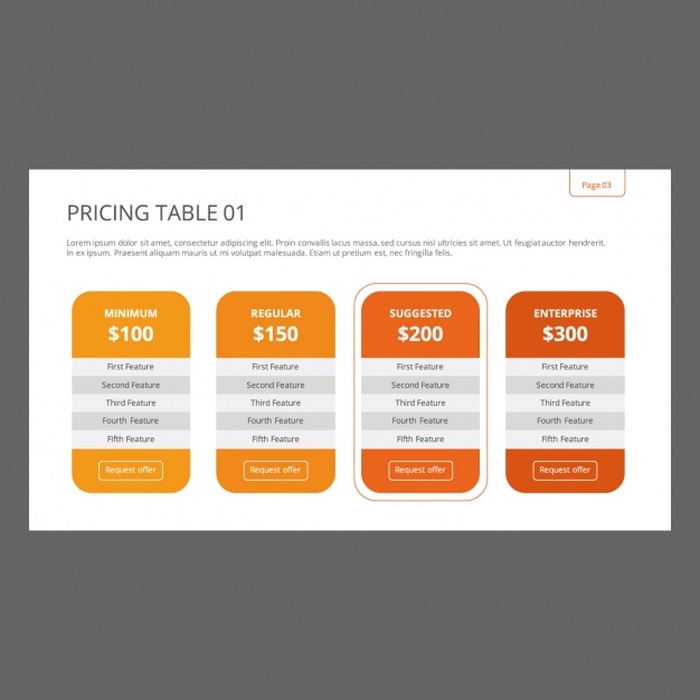 Page 03
PRICING TABLE 01
Lorem ipsum dolor sit amet, consectetur adipiscing elit. Proin convallis lacus massa, sed cursus nisl ultricies sit amet. Ut feugiat auctor hendrerit.
In ex ipsum. Praesent aliquam mauris ut mi volutpat malesuada. Etiam ut pretium est, nec fringilla felis.
MINIMUM
$100
First Feature
Second Feature
Third Feature
Fourth Feature
Fifth Feature
Request offer
REGULAR
$150
First Feature
Second Feature
Third Feature
Fourth Feature
Fifth Feature
Request offer
SUGGESTED
$200
First Feature
Second Feature
Third Feature
Fourth Feature
Fifth Feature
Request offer
ENTERPRISE
$300
First Feature
Second Feature
Third Feature
Fourth Feature
Fifth Feature
Request offer